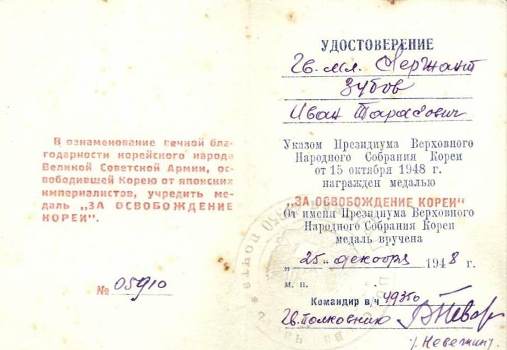 В ознаменование вечной бла-
годарности корейского народа
Великой Советской Армии, ос-
вободившей Корею от японских
империалистов, учредить ме-
даль „ЗА ОСВОБОЖДЕНИЕ
КОРЕИ".
№ 05910
УДОСТОВЕРЕНИЕ
Гв. мл. Сержант
Зубов
Иван Тарасович
Указом Президиума Верховного
Народного Собрания Кореи
от 15 октября 1948 г.
награжден медалью
„ЗА ОСВОБОЖДЕНИЕ КОРЕИ"
От имени Президиума Верховного
Народного Собрания Кореи
медаль вручена
„25" декабря 1948 г.
м. п.
Командир в/ч 49350
Гв. полковник